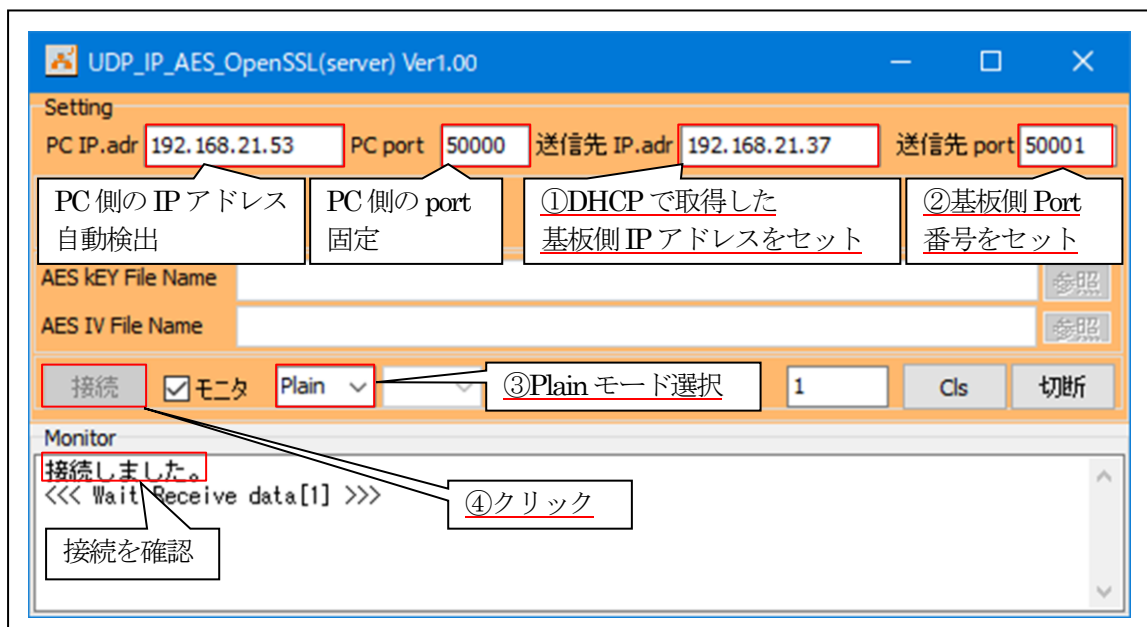 UDP_IP_AES_OpenSSL(server) Ver1.00
Setting
PC IP.adr 192.168.21.53 PC port 50000 送信先 IP.adr 192.168.21.37 送信先 port 50001
PC 側の IP アドレス
自動検出
PC 側の port
固定
①DHCP で取得した
基板側 IP アドレスをセット
②基板側 Port
番号をセット
AES kEY File Name 参照
AES IV File Name 参照
接続 モニタ Plain ③Plain モード選択 1 Cls 切断
Monitor
接続しました。
<<< Wait Receive data[1] >>>
④クリック
接続を確認